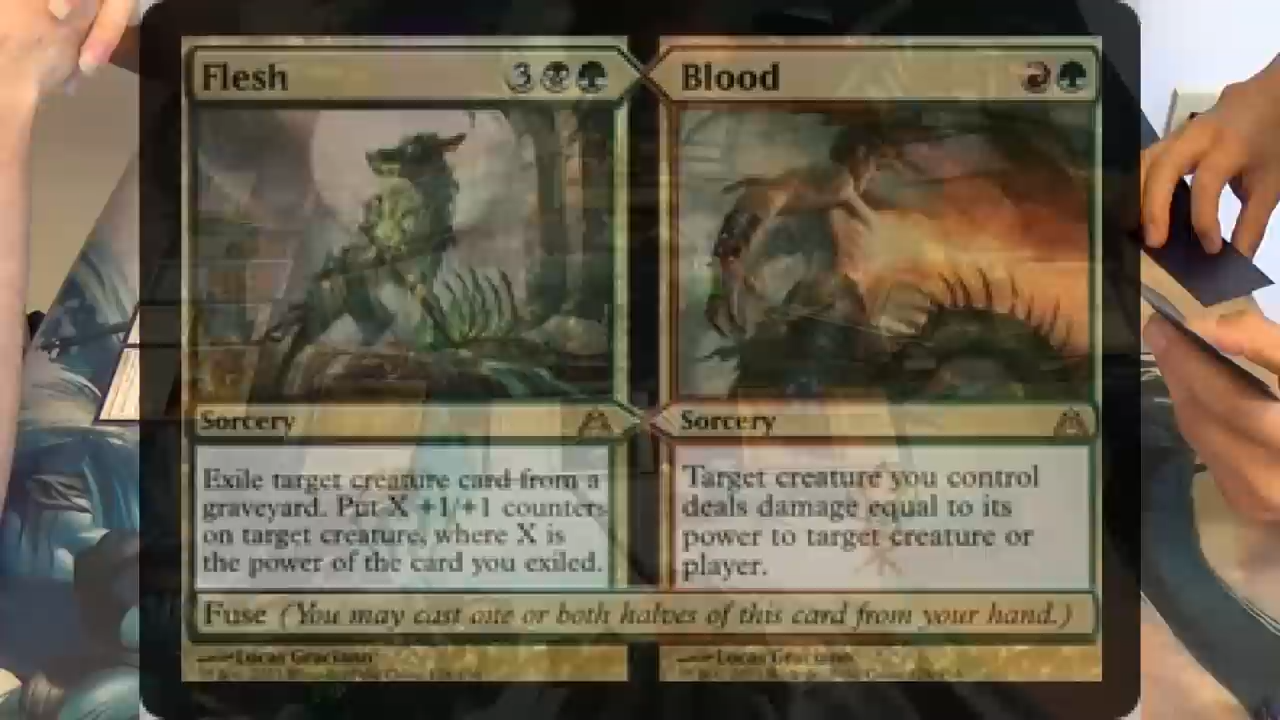 Flesh
3
Blood
Sorcery
Sorcery
Exile target creature card from a
graveyard. Put X +1/+1 counters
on target creature, where X is
the power of the card you exiled.
Target creature you control
deals damage equal to its
power to target creature or
player.
Fuse (You may cast one or both halves of this card from your hand.)
Lucas Graciano
Lucas Graciano